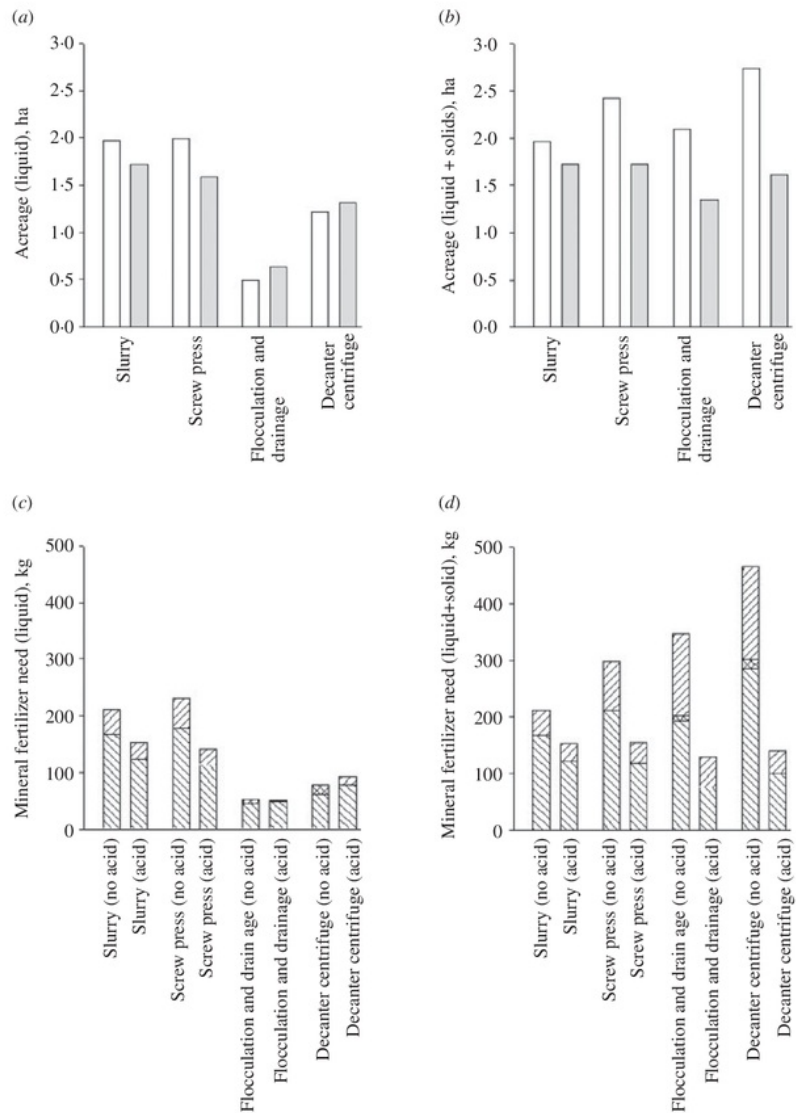 (a)
3·0
2·5
2·0
1·5
1·0
0·5
0·0
Acreage (liquid), ha
Slurry
Screw press
Flocculation and
drainage
Decanter
centrifuge
(b)
3·0
2·5
2·0
1·5
1·0
0·5
0·0
Acreage (liquid + solids), ha
Slurry
Screw press
Flocculation and
drainage
Decanter
centrifuge
(c)
500
400
300
200
100
0
Mineral fertilizer need (liquid), kg
Slurry (no acid)
Slurry (acid)
Screw press (no acid)
Screw press (acid)
Flocculation and drain age (no acid)
Flocculation and drainage (acid)
Decanter centrifuge (no acid)
Decanter centrifuge (acid)
(d)
500
400
300
200
100
0
Mineral fertilizer need (liquid+solid), kg
Slurry (no acid)
Slurry (acid)
Screw press (no acid)
Screw press (acid)
Flocculation and drain age (no acid)
Flocculation and drainage (acid)
Decanter centrifuge (no acid)
Decanter centrifuge (acid)